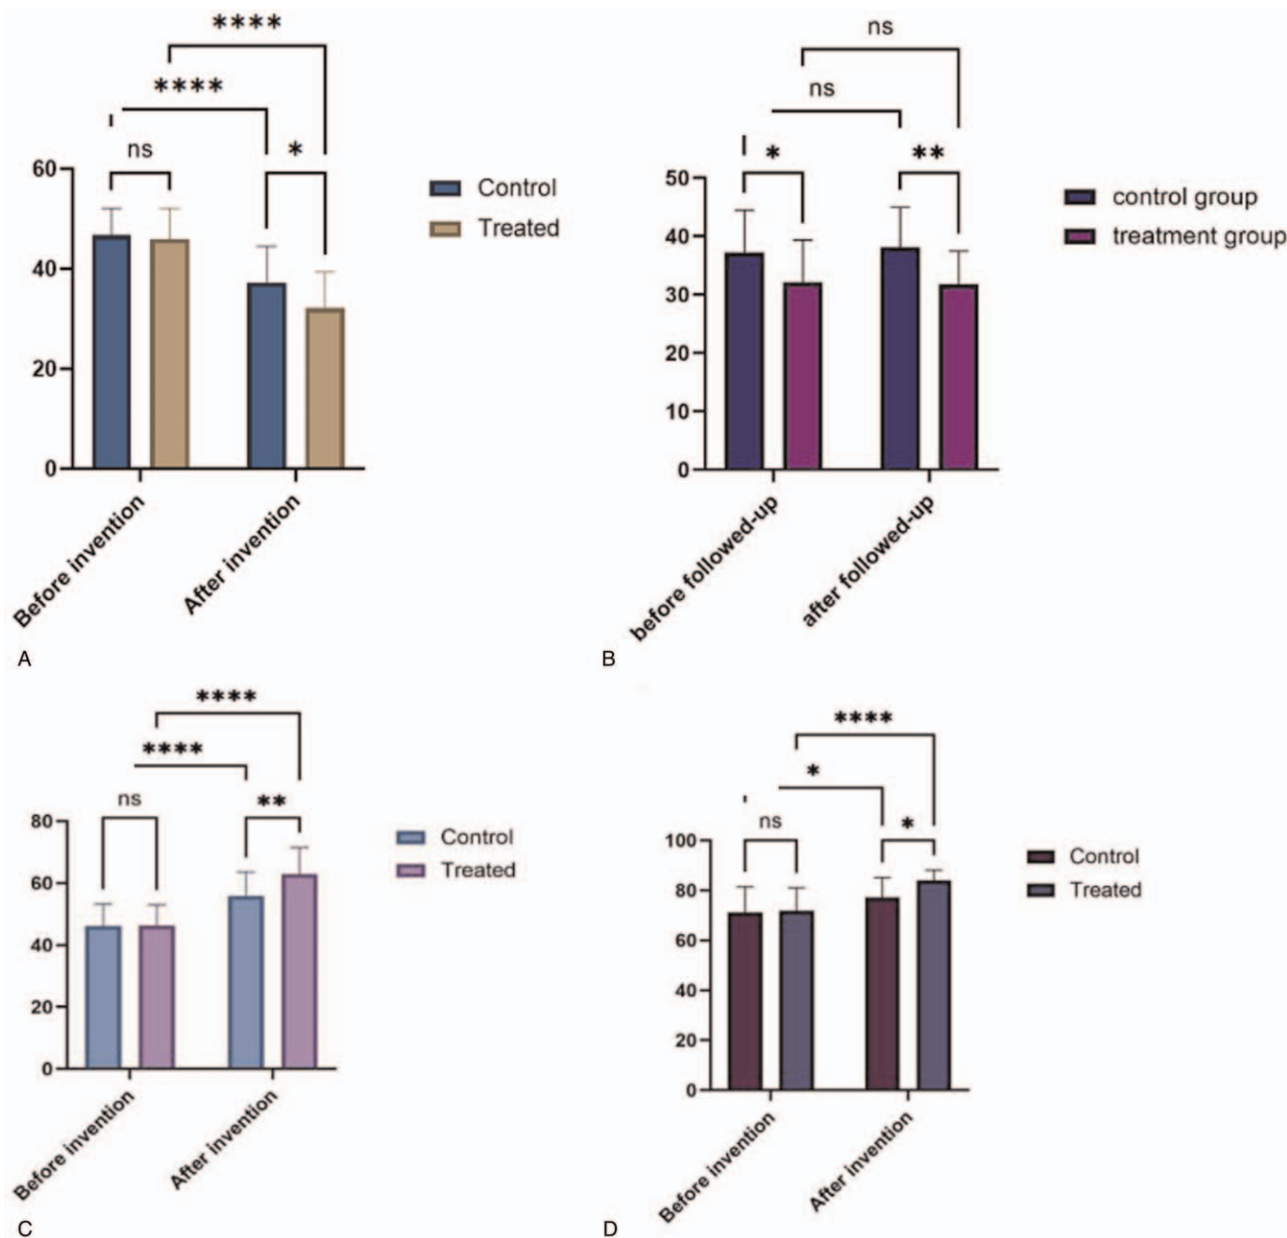 ****
****
ns
*
60
40
20
0
Control
Treated
Before invention
After invention
A
ns
ns
*
**
50
40
30
20
10
0
control group
treatment group
before followed-up
after followed-up
B
****
****
ns
**
80
60
40
20
0
Control
Treated
Before invention
After invention
C
****
*
ns
*
100
80
60
40
20
0
Control
Treated
Before invention
After invention
D